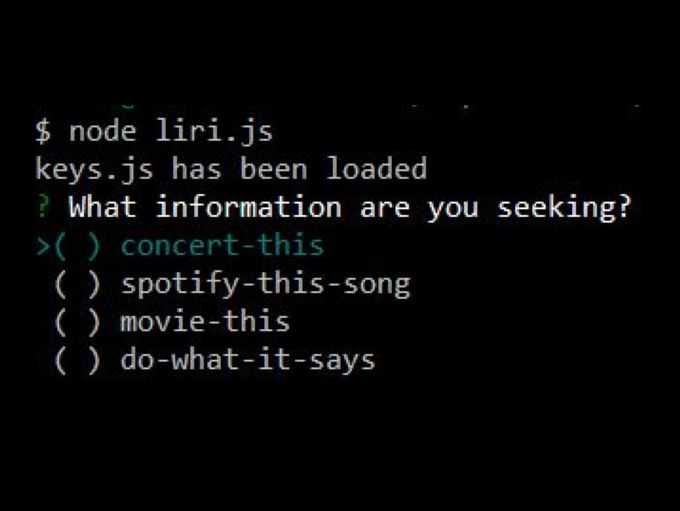 $ node liri.js
keys.js has been loaded
? What information are you seeking?
>( ) concert-this
( ) spotify-this-song
( ) movie-this
( ) do-what-it-says